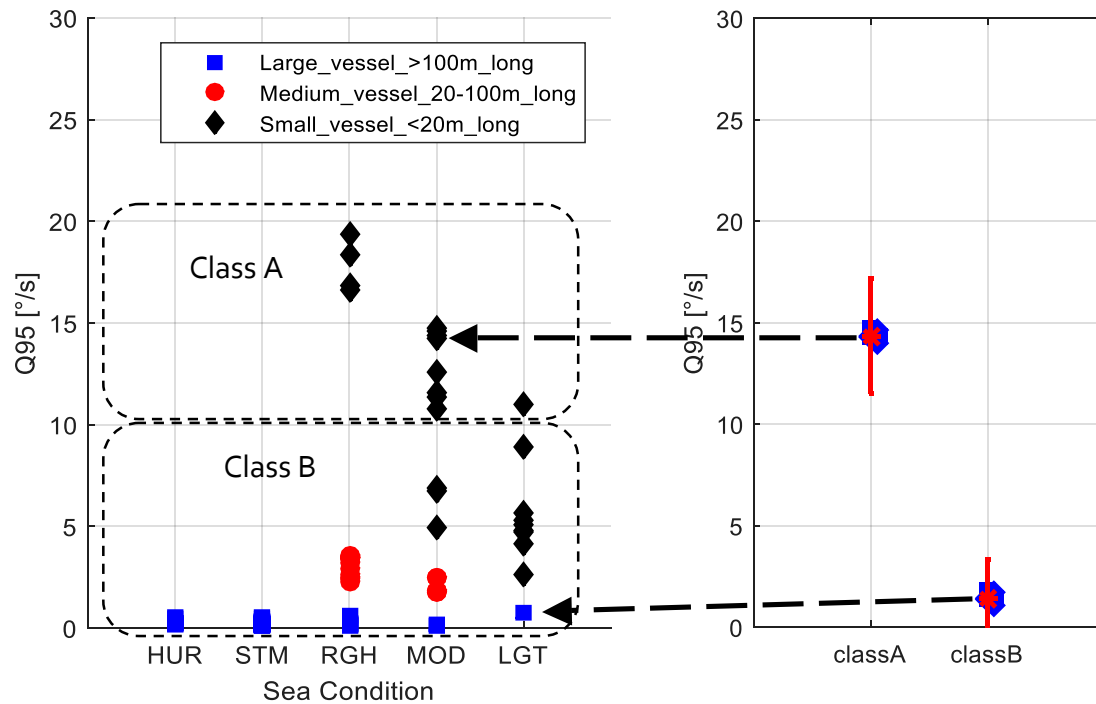 30
25
20
15
10
5
0
Q95 [°/s]
Large_vessel_>100m_long
Medium_vessel_20-100m_long
Small_vessel_<20m_long
Class A
Class B
HUR STM RGH MOD LGT
Sea Condition
30
25
20
15
10
5
0
Q95 [°/s]
classA classB